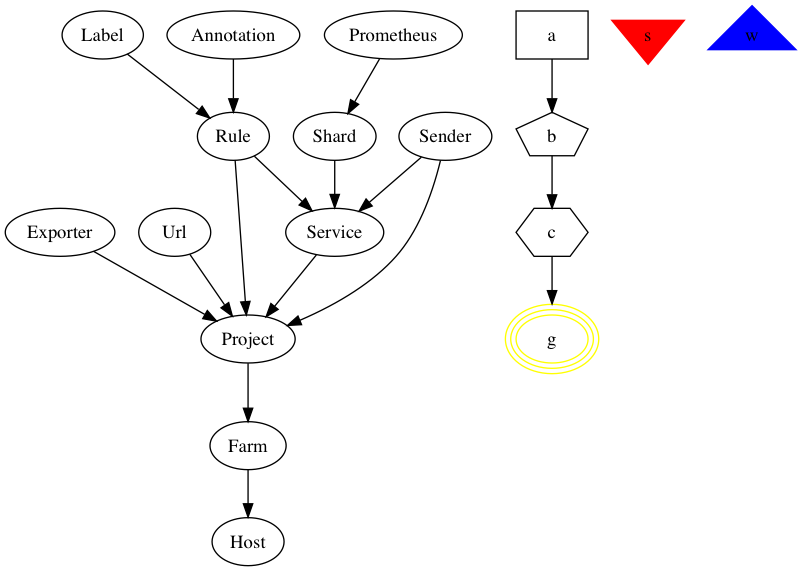 Label
Annotation
Prometheus
a
s
w
Rule
Shard
Sender
b
Exporter
Url
Service
c
Project
g
Farm
Host